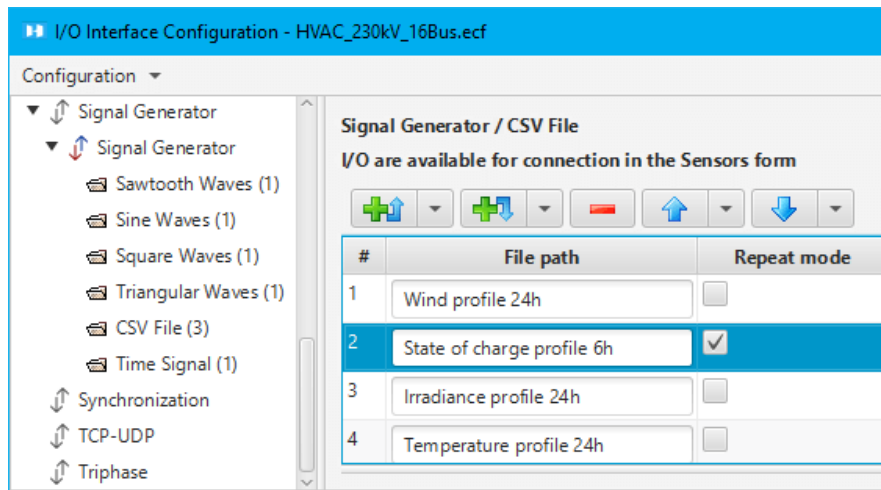 I/O Interface Configuration - HVAC_230kV_16Bus.ecf
Configuration
Signal Generator
Signal Generator
Sawtooth Waves (1)
Sine Waves (1)
Square Waves (1)
Triangular Waves (1)
CSV File (3)
Time Signal (1)
Synchronization
TCP-UDP
Triphase
Signal Generator / CSV File
I/O are available for connection in the Sensors form
# File path Repeat mode
1 Wind profile 24h
2 State of charge profile 6h
3 Irradiance profile 24h
4 Temperature profile 24h